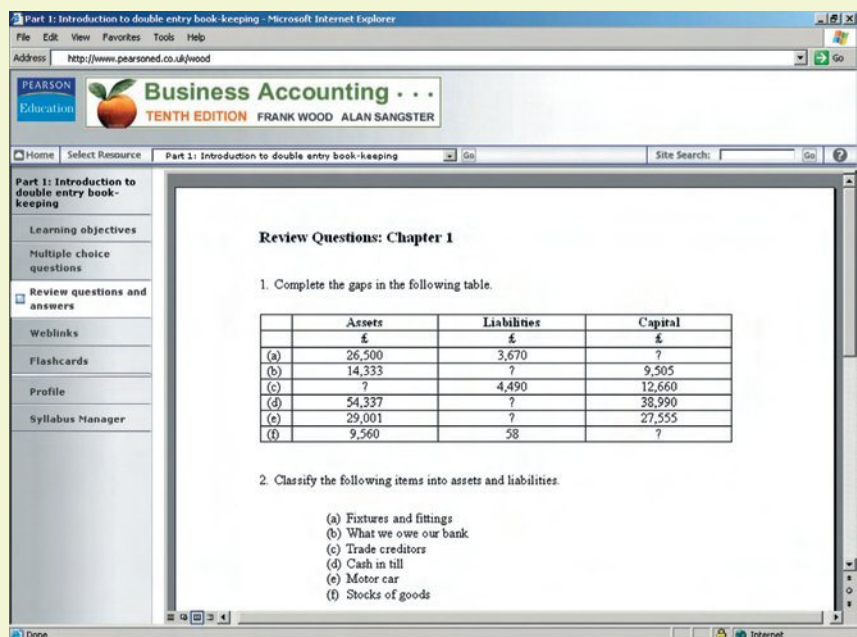 Part 1: Introduction to double entry book-keeping - Microsoft Internet Explorer
File Edit View Favorites Tools Help
Address http://www.pearsoned.co.uk/wood Go
PEARSON
Education
Business Accounting . . .
TENTH EDITION FRANK WOOD ALAN SANGSTER
Home Select Resource Part 1: Introduction to double entry book-keeping Go Site Search: Go ?
Part 1: Introduction to
double entry book-
keeping
Learning objectives
Multiple choice
questions
Review questions and
answers
Weblinks
Flashcards
Profile
Syllabus Manager
Review Questions: Chapter 1
1. Complete the gaps in the following table.
Assets Liabilities Capital
£ £ £
(a) 26,500 3,670 ?
(b) 14,333 ? 9,505
(c) ? 4,490 12,660
(d) 54,337 ? 38,990
(e) 29,001 ? 27,555
(f) 9,560 58 ?
2. Classify the following items into assets and liabilities.
(a) Fixtures and fittings
(b) What we owe our bank
(c) Trade creditors
(d) Cash in till
(e) Motor car
(f) Stocks of goods
Done Internet